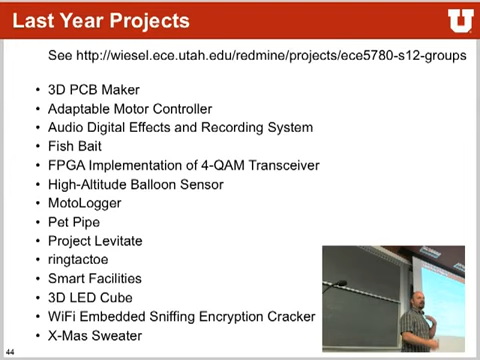 Last Year Projects
U
See http://wiesel.ece.utah.edu/redmine/projects/ece5780-s12-groups
• 3D PCB Maker
• Adaptable Motor Controller
• Audio Digital Effects and Recording System
• Fish Bait
• FPGA Implementation of 4-QAM Transceiver
• High-Altitude Balloon Sensor
• MotoLogger
• Pet Pipe
• Project Levitate
• ringtactoe
• Smart Facilities
• 3D LED Cube
• WiFi Embedded Sniffing Encryption Cracker
• X-Mas Sweater
44